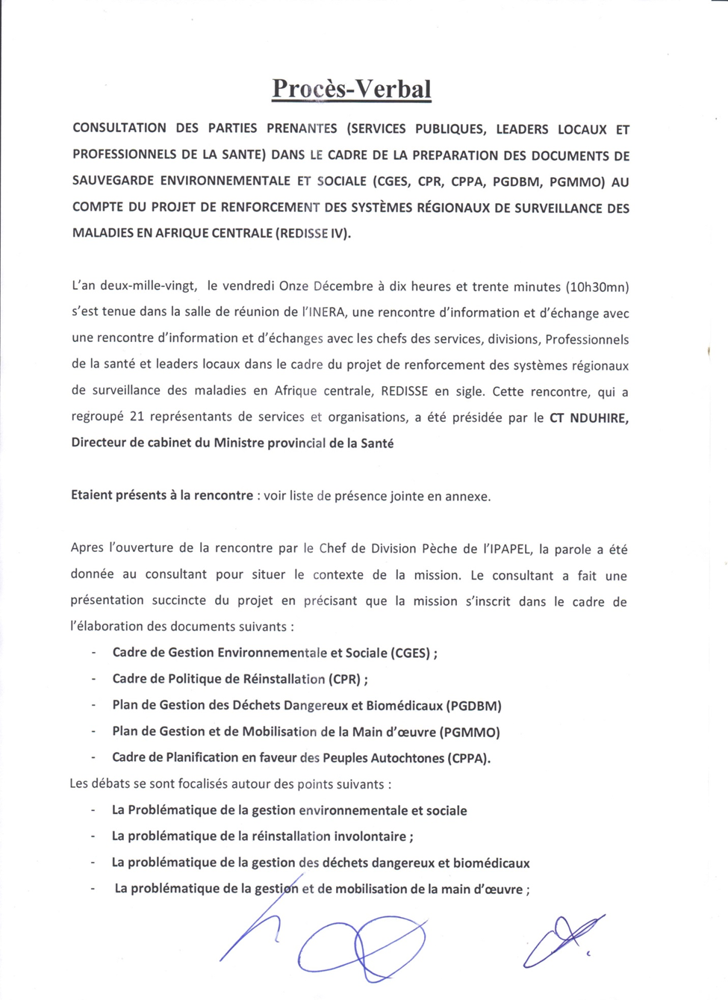 Procès-Verbal
CONSULTATION DES PARTIES PRENANTES (SERVICES PUBLIQUES, LEADERS LOCAUX ET
PROFESSIONNELS DE LA SANTE) DANS LE CADRE DE LA PREPARATION DES DOCUMENTS DE
SAUVEGARDE ENVIRONNEMENTALE ET SOCIALE (CGES, CPR, CPPA, PGDBM, PGMMO) AU
COMPTE DU PROJET DE RENFORCEMENT DES SYSTÈMES RÉGIONAUX DE SURVEILLANCE DES
MALADIES EN AFRIQUE CENTRALE (REDISSE IV).
L'an deux-mille-vingt, le vendredi Onze Décembre à dix heures et trente minutes (10h30mn)
s'est tenue dans la salle de réunion de l'INERA, une rencontre d'information et d'échange avec
une rencontre d'information et d'échanges avec les chefs des services, divisions, Professionnels
de la santé et leaders locaux dans le cadre du projet de renforcement des systèmes régionaux
de surveillance des maladies en Afrique centrale, REDISSE en sigle. Cette rencontre, qui a
regroupé 21 représentants de services et organisations, a été présidée par le CT NDUHIRE,
Directeur de cabinet du Ministre provincial de la Santé
Etaient présents à la rencontre : voir liste de présence jointe en annexe.
Apres l'ouverture de la rencontre par le Chef de Division Pèche de l'IPAPEL, la parole a été
donnée au consultant pour situer le contexte de la mission. Le consultant a fait une
présentation succincte du projet en précisant que la mission s'inscrit dans le cadre de
l'élaboration des documents suivants :
- Cadre de Gestion Environnementale et Sociale (CGES) ;
- Cadre de Politique de Réinstallation (CPR) ;
- Plan de Gestion des Déchets Dangereux et Biomédicaux (PGDBM)
- Plan de Gestion et de Mobilisation de la Main d'œuvre (PGMMO)
- Cadre de Planification en faveur des Peuples Autochtones (CPPA).
Les débats se sont focalisés autour des points suivants :
- La Problématique de la gestion environnementale et sociale
- La problématique de la réinstallation involontaire ;
- La problématique de la gestion des déchets dangereux et biomédicaux
- La problématique de la gestion et de mobilisation de la main d'œuvre ;